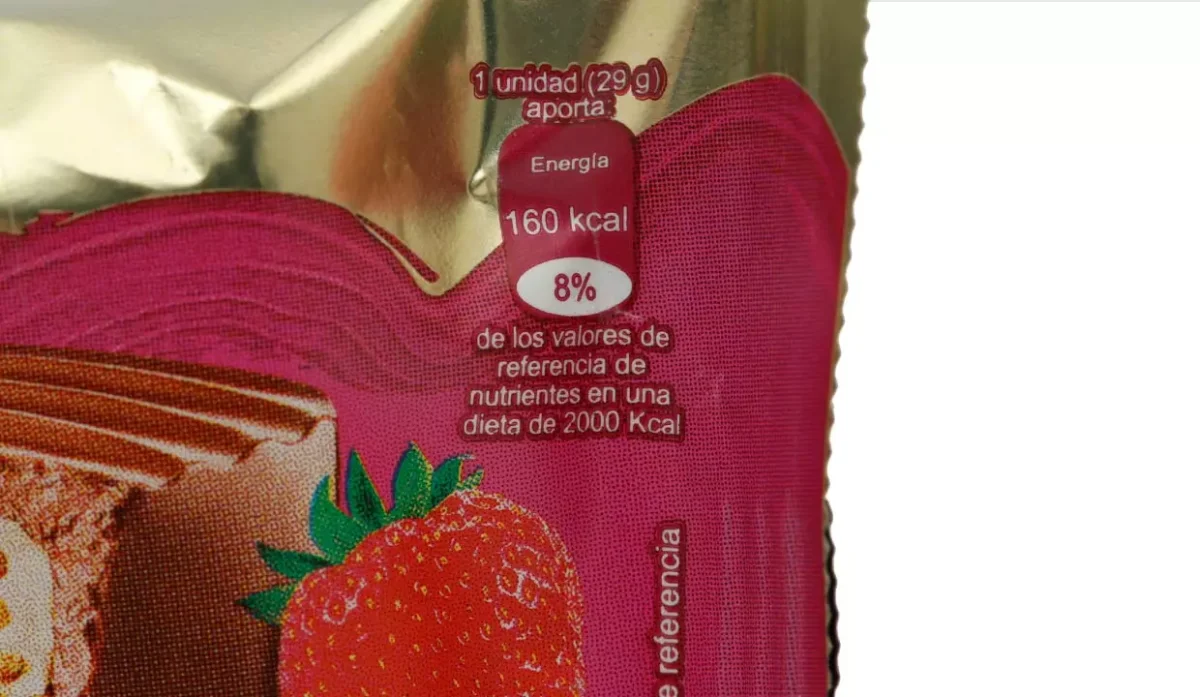 1 unidad (29 g)
aporta:
Energía
160 kcal
8%
de los valores de
referencia de
nutrientes en una
dieta de 2000 Kcal
referencia